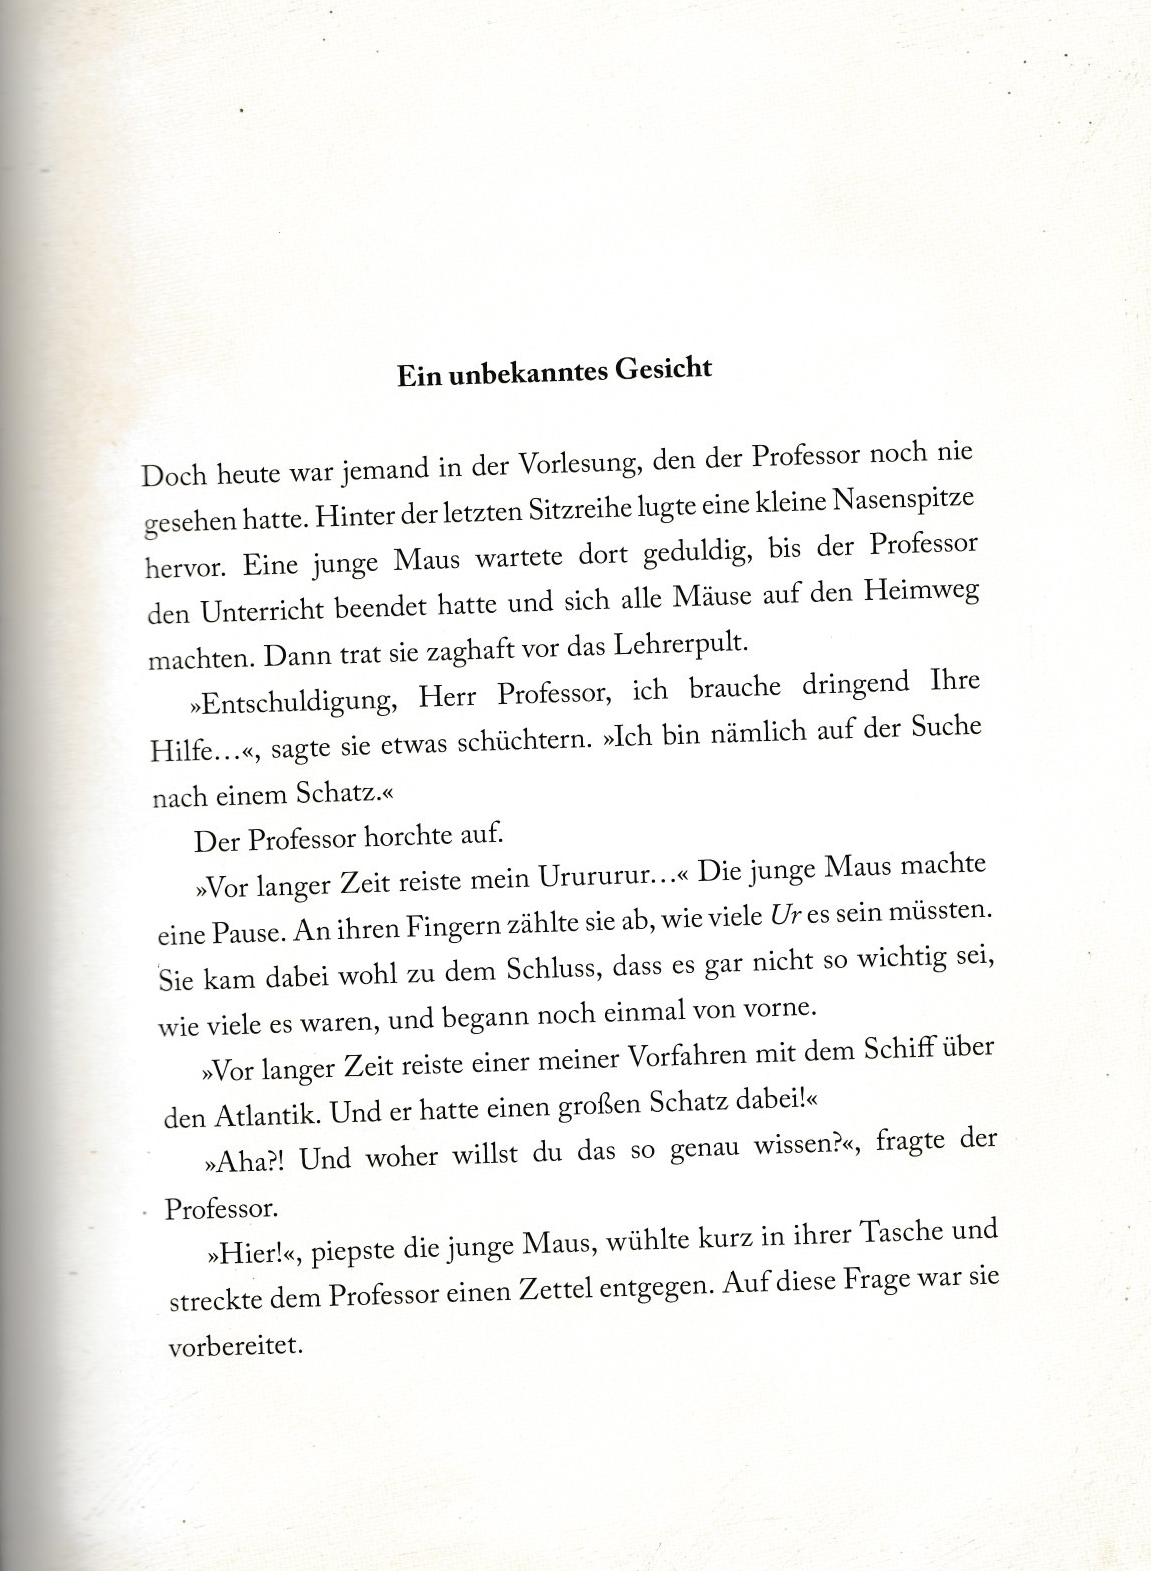 Ein unbekanntes Gesicht
Doch heute war jemand in der Vorlesung, den der Professor noch nie
gesehen hatte. Hinter der letzten Sitzreihe lugte eine kleine Nasenspitze
hervor. Eine junge Maus wartete dort geduldig, bis der Professor
den Unterricht beendet hatte und sich alle Mäuse auf den Heimweg
machten. Dann trat sie zaghaft vor das Lehrerpult.
»Entschuldigung, Herr Professor, ich brauche dringend Ihre
Hilfe…«, sagte sie etwas schüchtern. »Ich bin nämlich auf der Suche
nach einem Schatz.«
Der Professor horchte auf.
»Vor langer Zeit reiste mein Urururur…« Die junge Maus machte
eine Pause. An ihren Fingern zählte sie ab, wie viele Ur es sein müssten.
Sie kam dabei wohl zu dem Schluss, dass es gar nicht so wichtig sei,
wie viele es waren, und begann noch einmal von vorne.
»Vor langer Zeit reiste einer meiner Vorfahren mit dem Schiff über
den Atlantik. Und er hatte einen großen Schatz dabei!«
»Aha?! Und woher willst du das so genau wissen?«, fragte der
Professor.
»Hier!«, piepste die junge Maus, wühlte kurz in ihrer Tasche und
streckte dem Professor einen Zettel entgegen. Auf diese Frage war sie
vorbereitet.